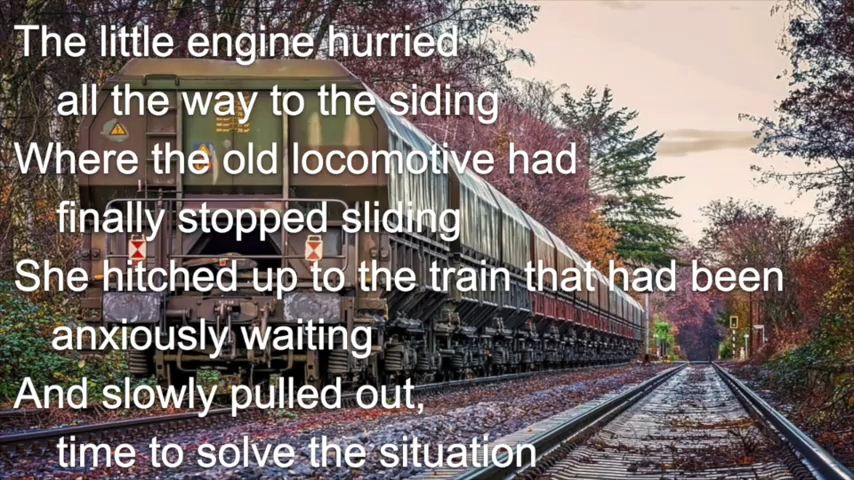 The little engine hurried
all the way to the siding
Where the old locomotive had
finally stopped sliding
She hitched up to the train that had been
anxiously waiting
And slowly pulled out,
time to solve the situation